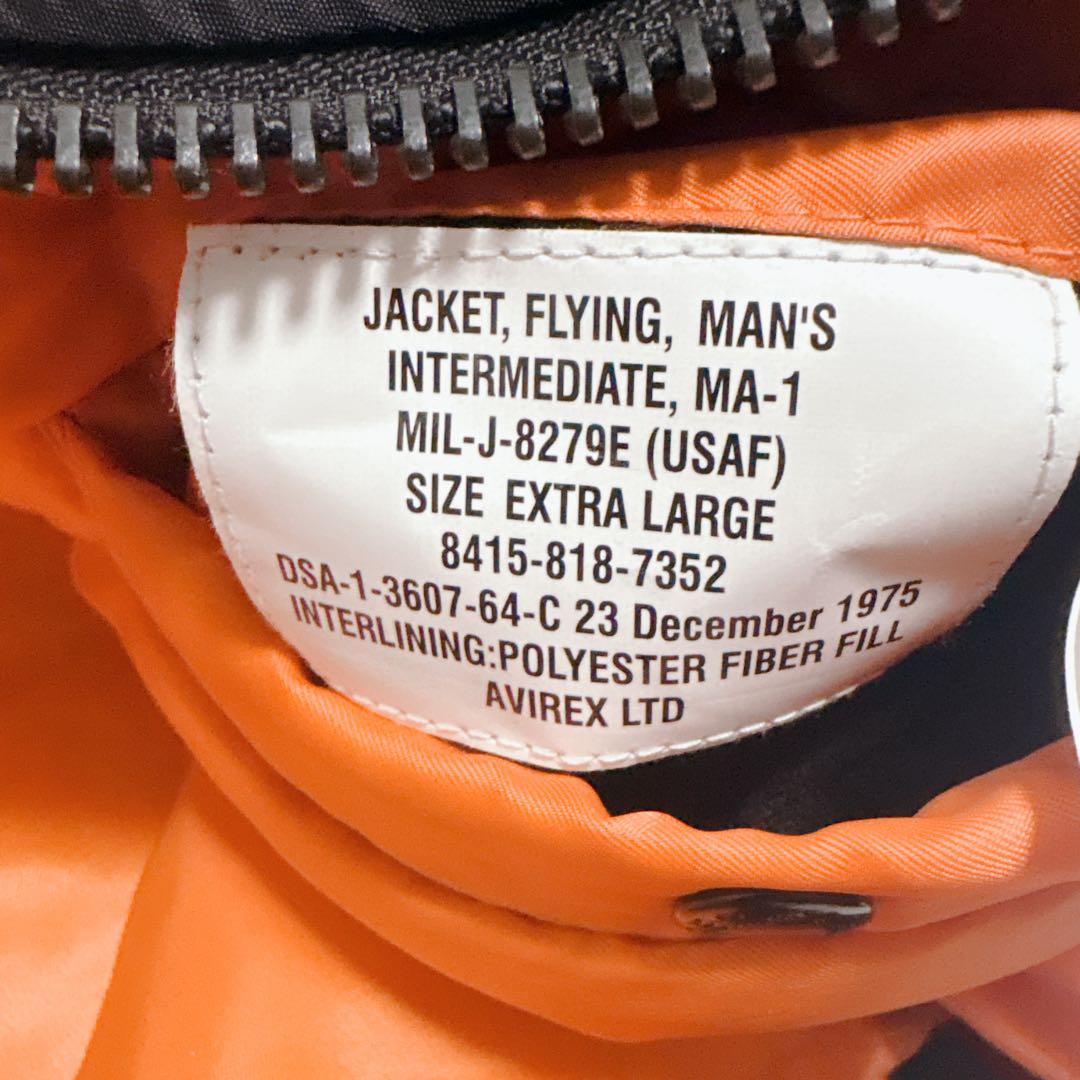 JACKET, FLYING, MAN'S
INTERMEDIATE, MA-1
MIL-J-8279E (USAF)
SIZE EXTRA LARGE
8415-818-7352
DSA-1-3607-64-C 23 December 1975
INTERLINING:POLYESTER FIBER FILL
AVIREX LTD